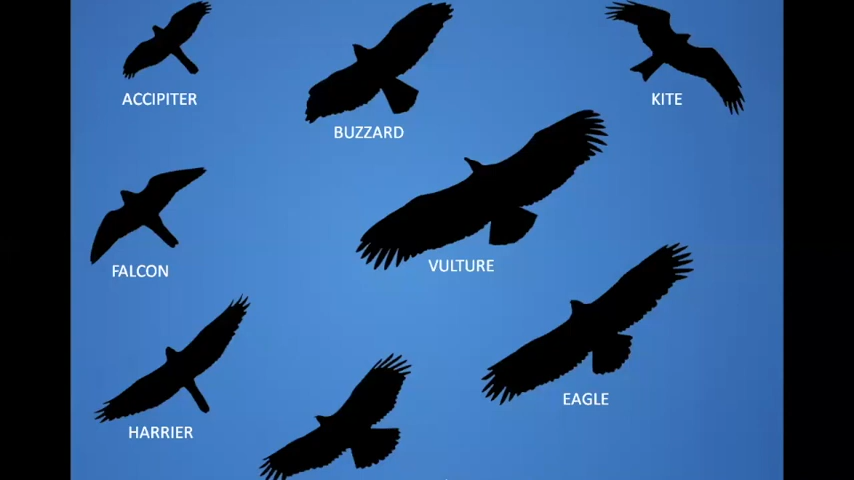 ACCIPITER
BUZZARD
KITE
FALCON
VULTURE
HARRIER
EAGLE